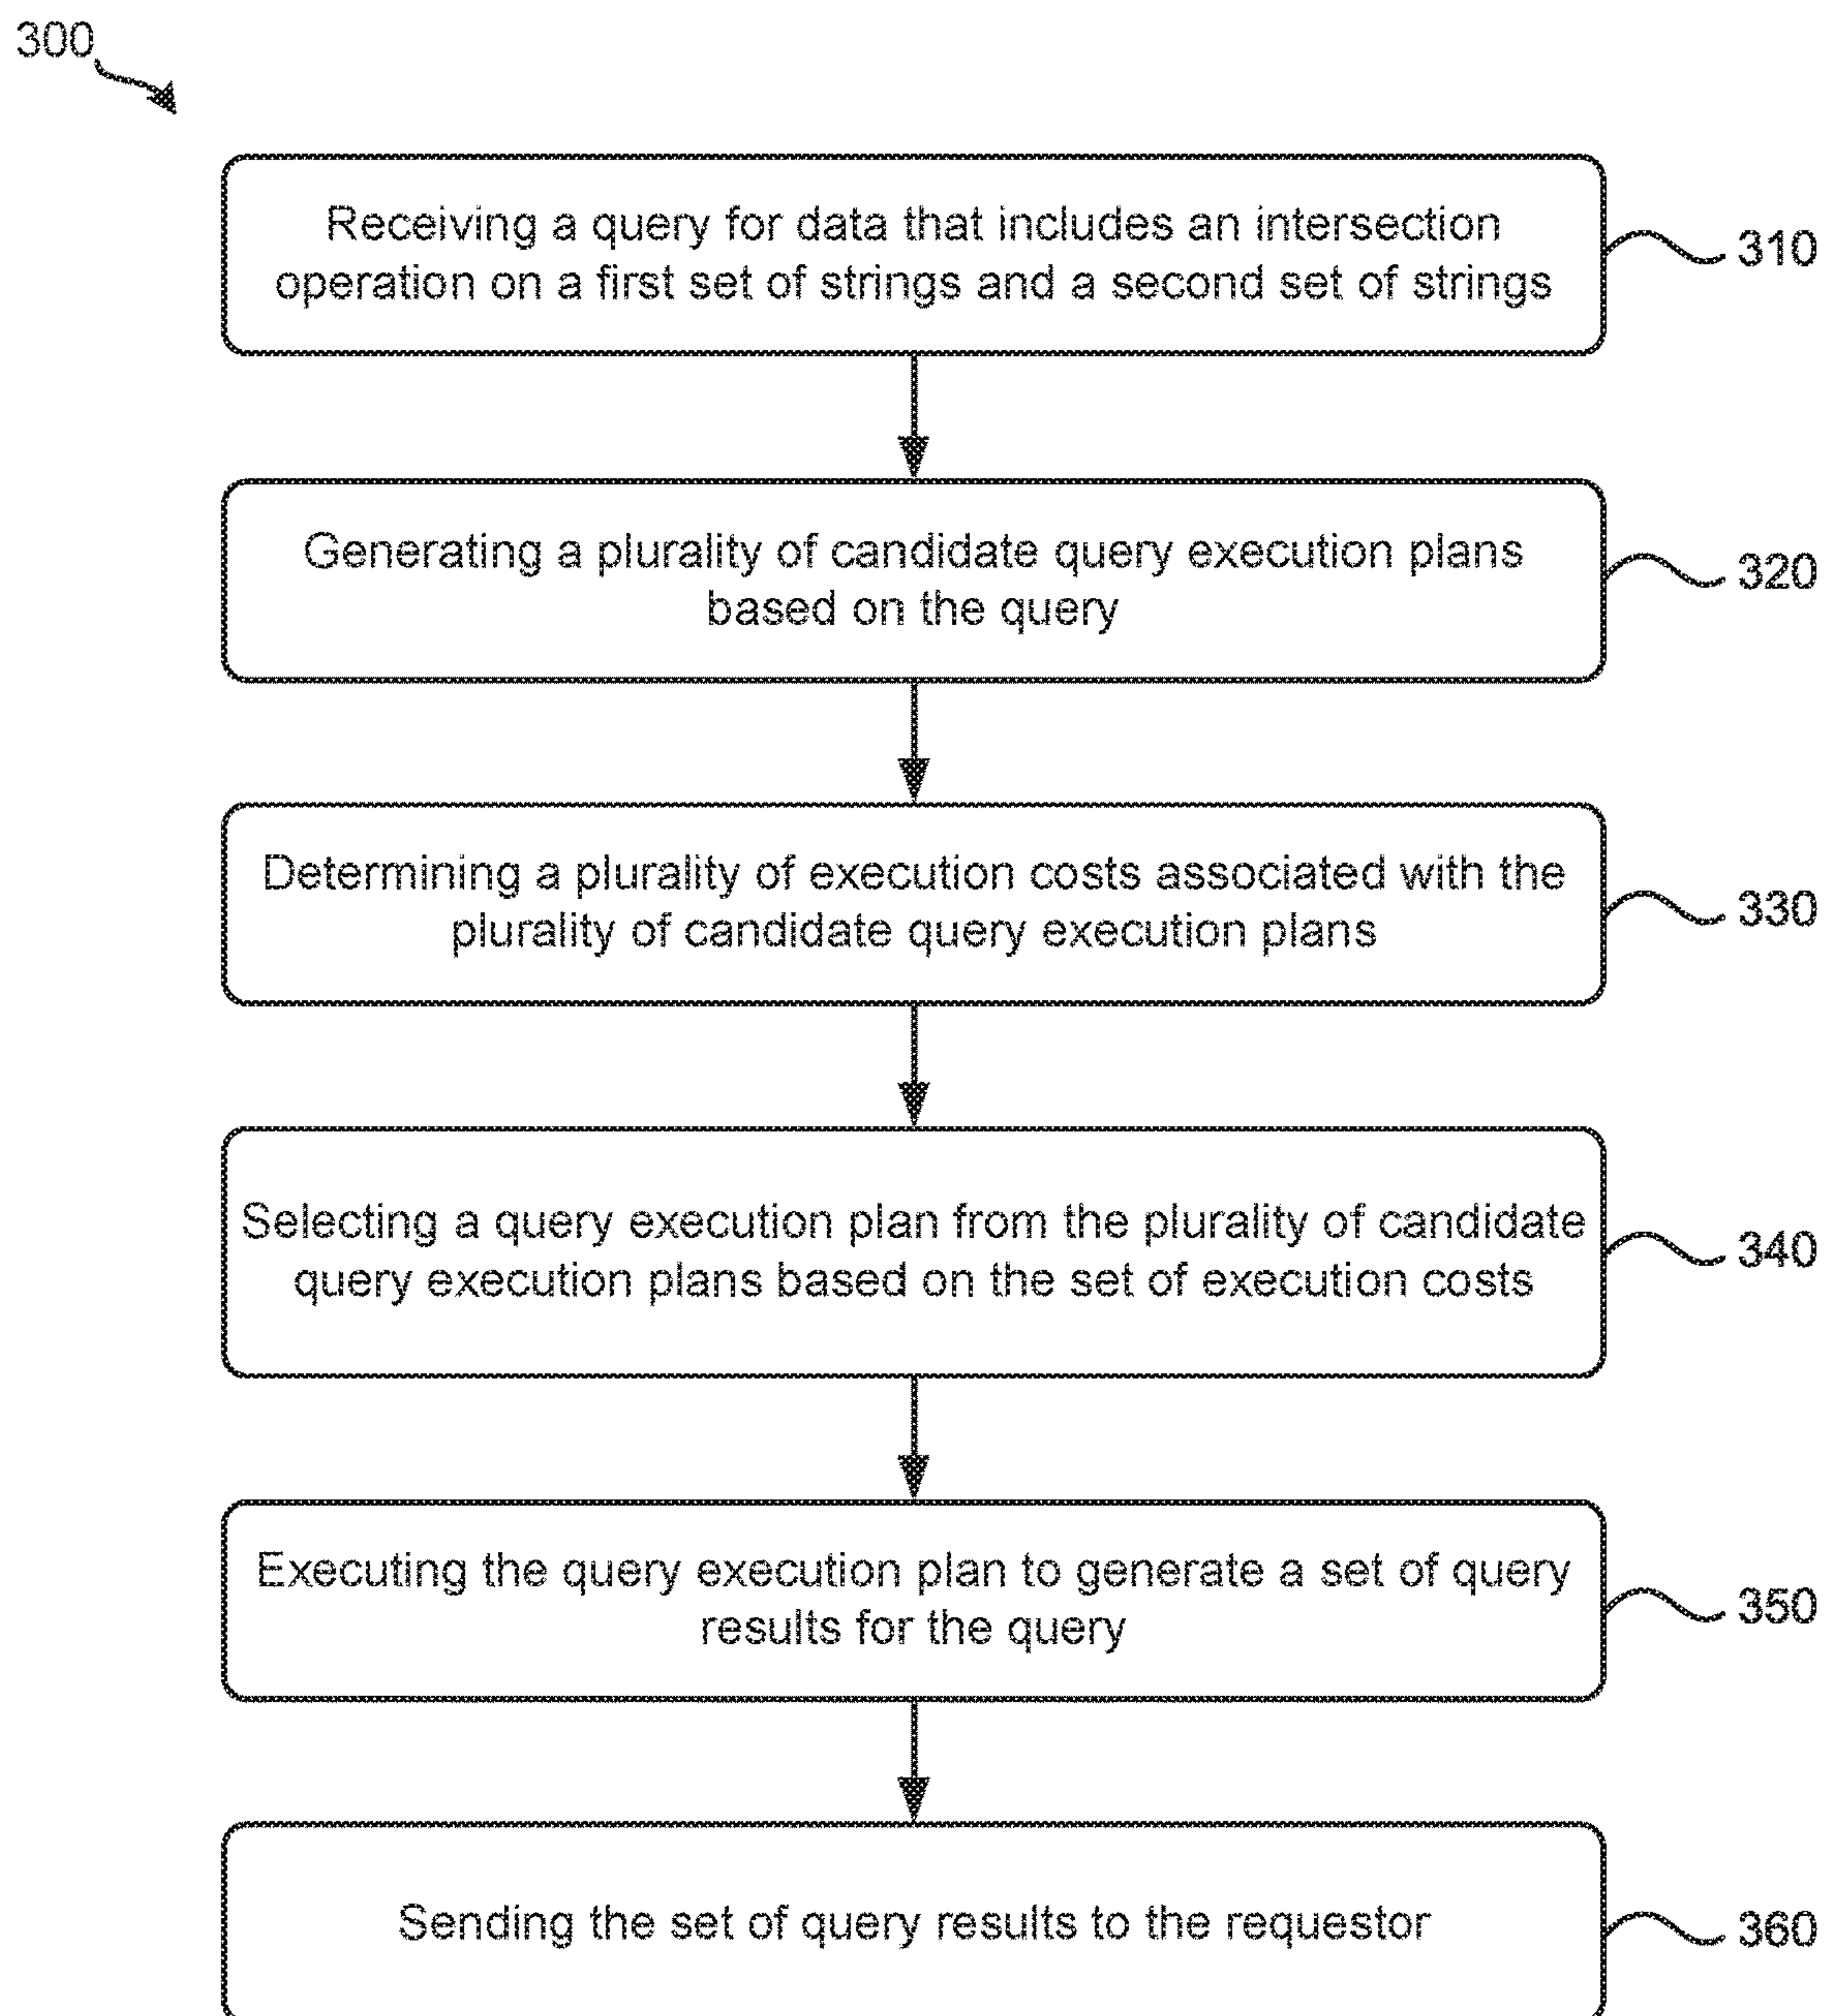 300
Receiving a query for data that includes an intersection
operation on a first set of strings and a second set of strings
310
Generating a plurality of candidate query execution plans
based on the query
320
Determining a plurality of execution costs associated with the
plurality of candidate query execution plans
330
Selecting a query execution plan from the plurality of candidate
query execution plans based on the set of execution costs
340
Executing the query execution plan to generate a set of query
results for the query
350
Sending the set of query results to the requestor
360